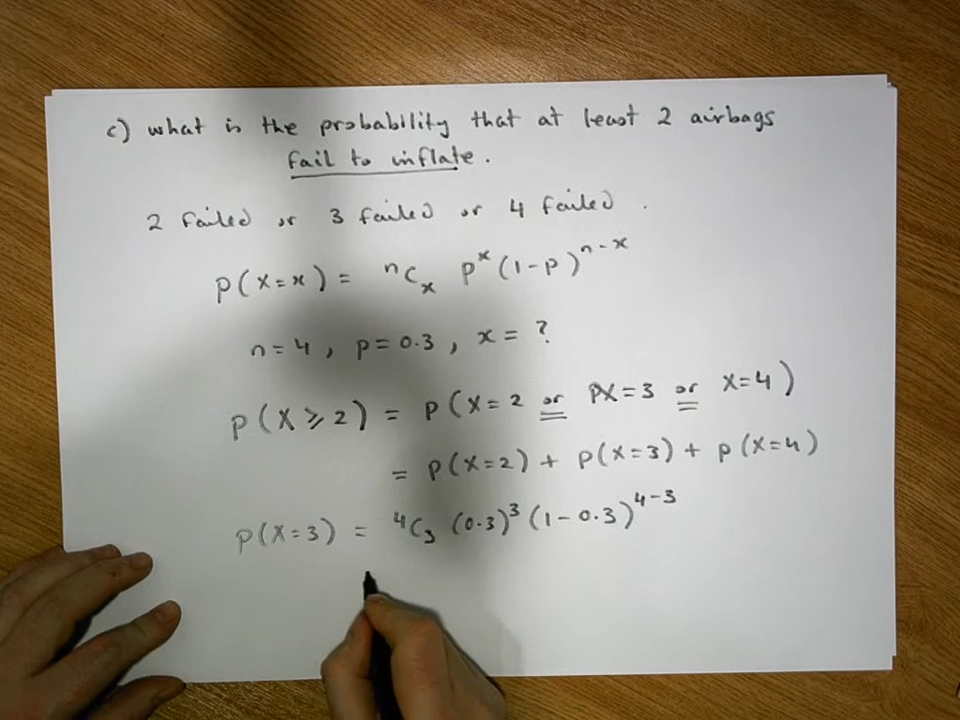 c) what is the probability that at least 2 airbags
fail to inflate.
2 failed or 3 failed or 4 failed.
P(X=x) = ⁿCₓ pˣ(1-p)ⁿ⁻ˣ
n=4, p=0.3, x=?
P(X⩾2) = P(X=2 or X=3 or X=4)
= P(X=2) + P(X=3) + P(X=4)
P(X=3) = ⁴C₃ (0.3)³ (1-0.3)⁴⁻³